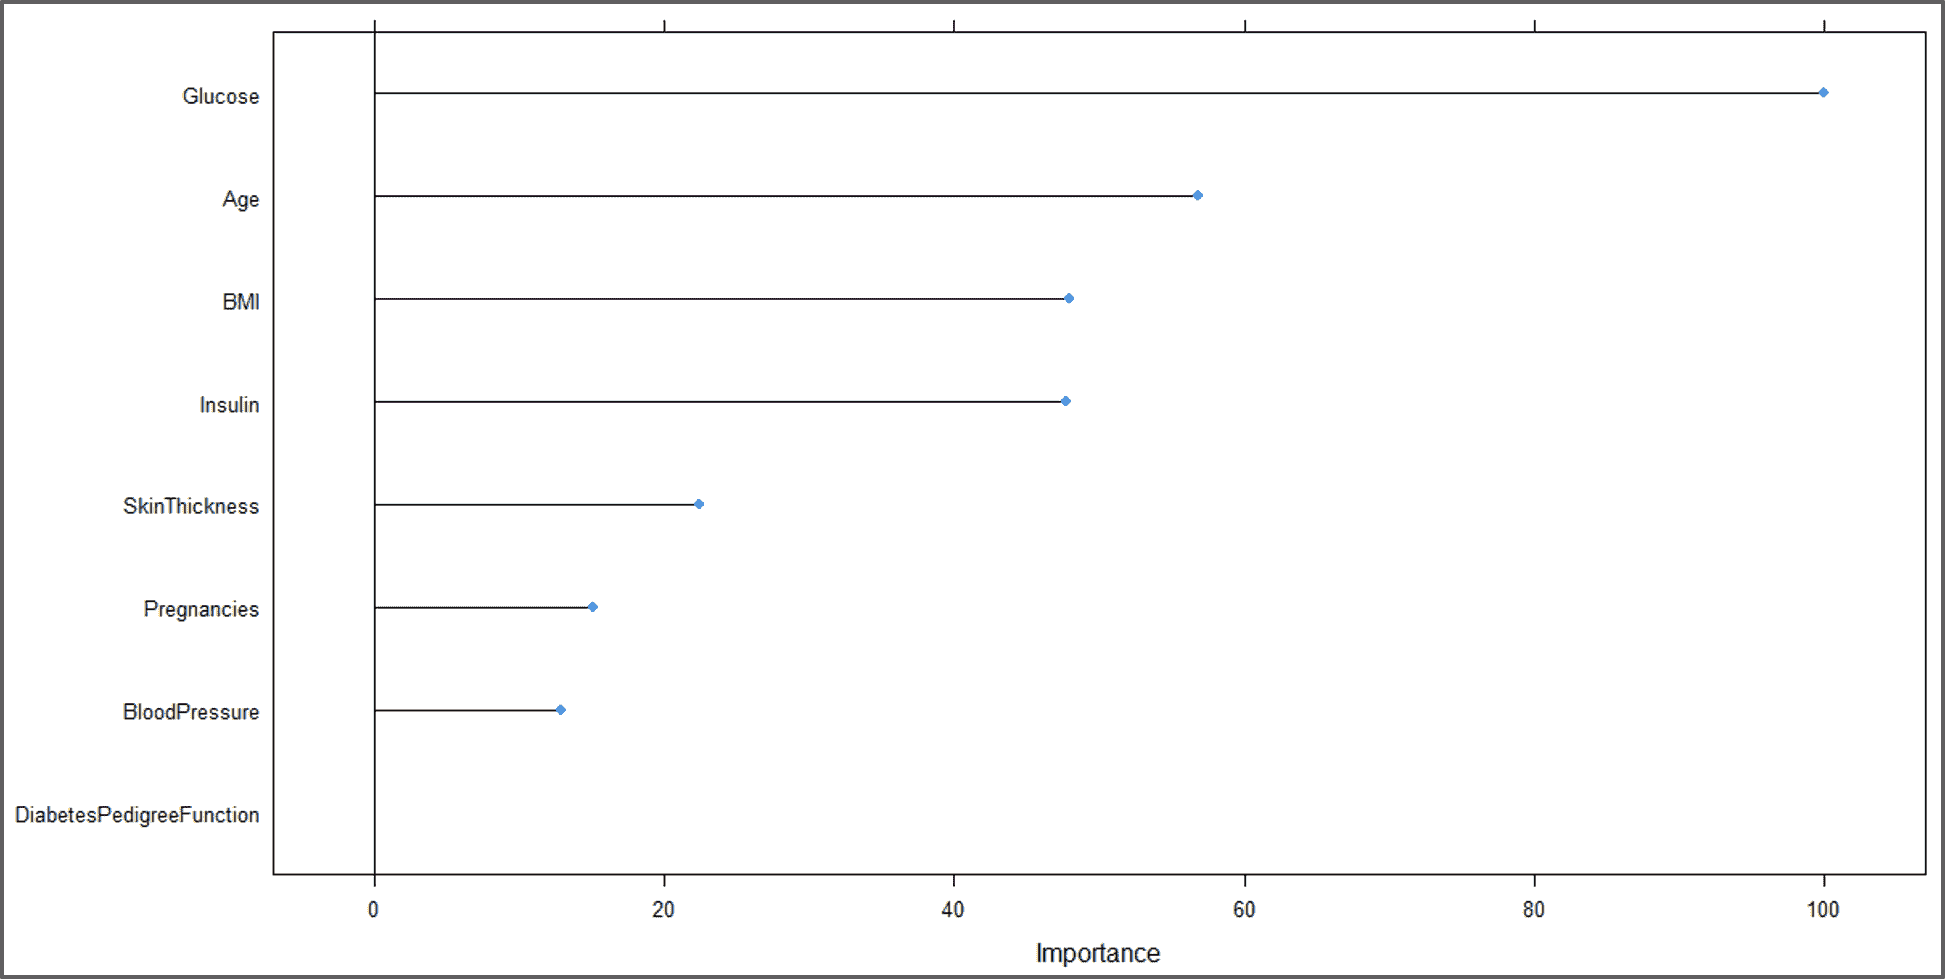 Glucose
Age
BMI
Insulin
SkinThickness
Pregnancies
BloodPressure
DiabetesPedigreeFunction
0 20 40 60 80 100
Importance